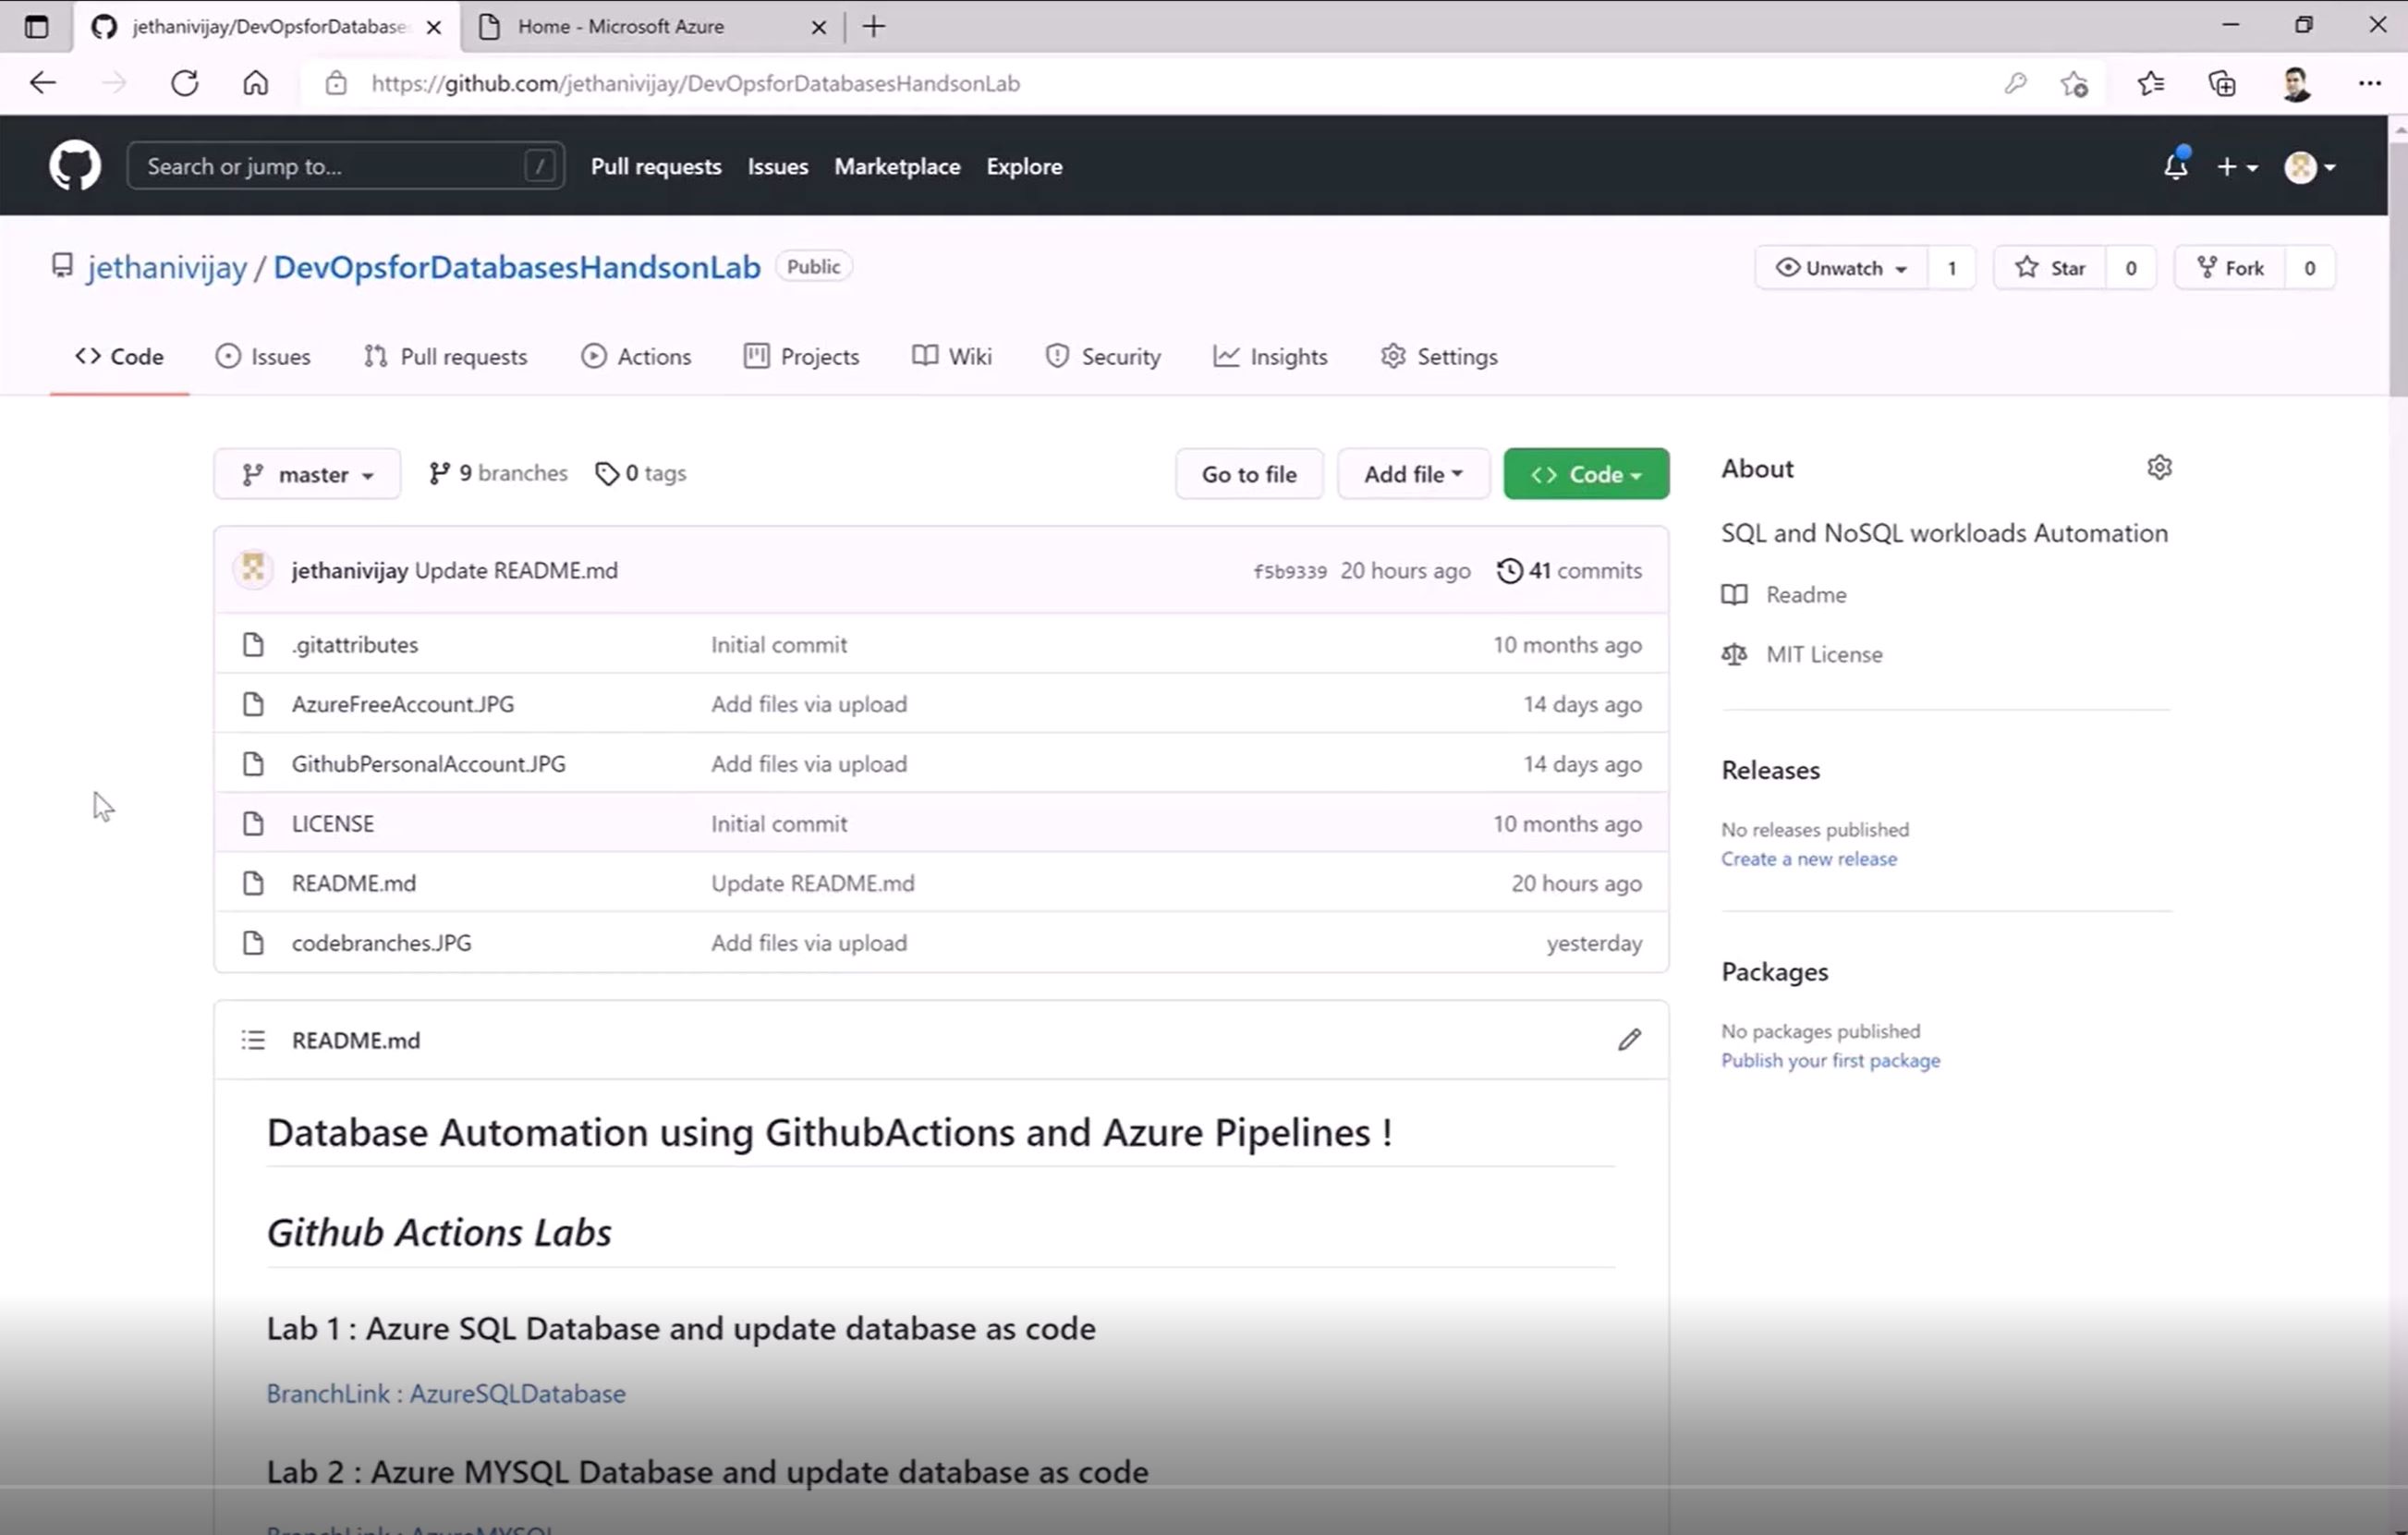 jethanivijay/DevOpsforDatabase
Home - Microsoft Azure
https://github.com/jethanivijay/DevOpsforDatabasesHandsonLab
Search or jump to... /
Pull requests Issues Marketplace Explore
jethanivijay / DevOpsforDatabasesHandsonLab Public
Unwatch 1 Star 0 Fork 0
Code Issues Pull requests Actions Projects Wiki Security Insights Settings
master 9 branches 0 tags Go to file Add file Code
jethanivijay Update README.md f5b9339 20 hours ago 41 commits
.gitattributes Initial commit 10 months ago
AzureFreeAccount.JPG Add files via upload 14 days ago
GithubPersonalAccount.JPG Add files via upload 14 days ago
LICENSE Initial commit 10 months ago
README.md Update README.md 20 hours ago
codebranches.JPG Add files via upload yesterday
README.md
Database Automation using GithubActions and Azure Pipelines !
Github Actions Labs
Lab 1 : Azure SQL Database and update database as code
BranchLink : AzureSQLDatabase
Lab 2 : Azure MYSQL Database and update database as code
BranchLink : AzureMYSQL
About
SQL and NoSQL workloads Automation
Readme
MIT License
Releases
No releases published
Create a new release
Packages
No packages published
Publish your first package